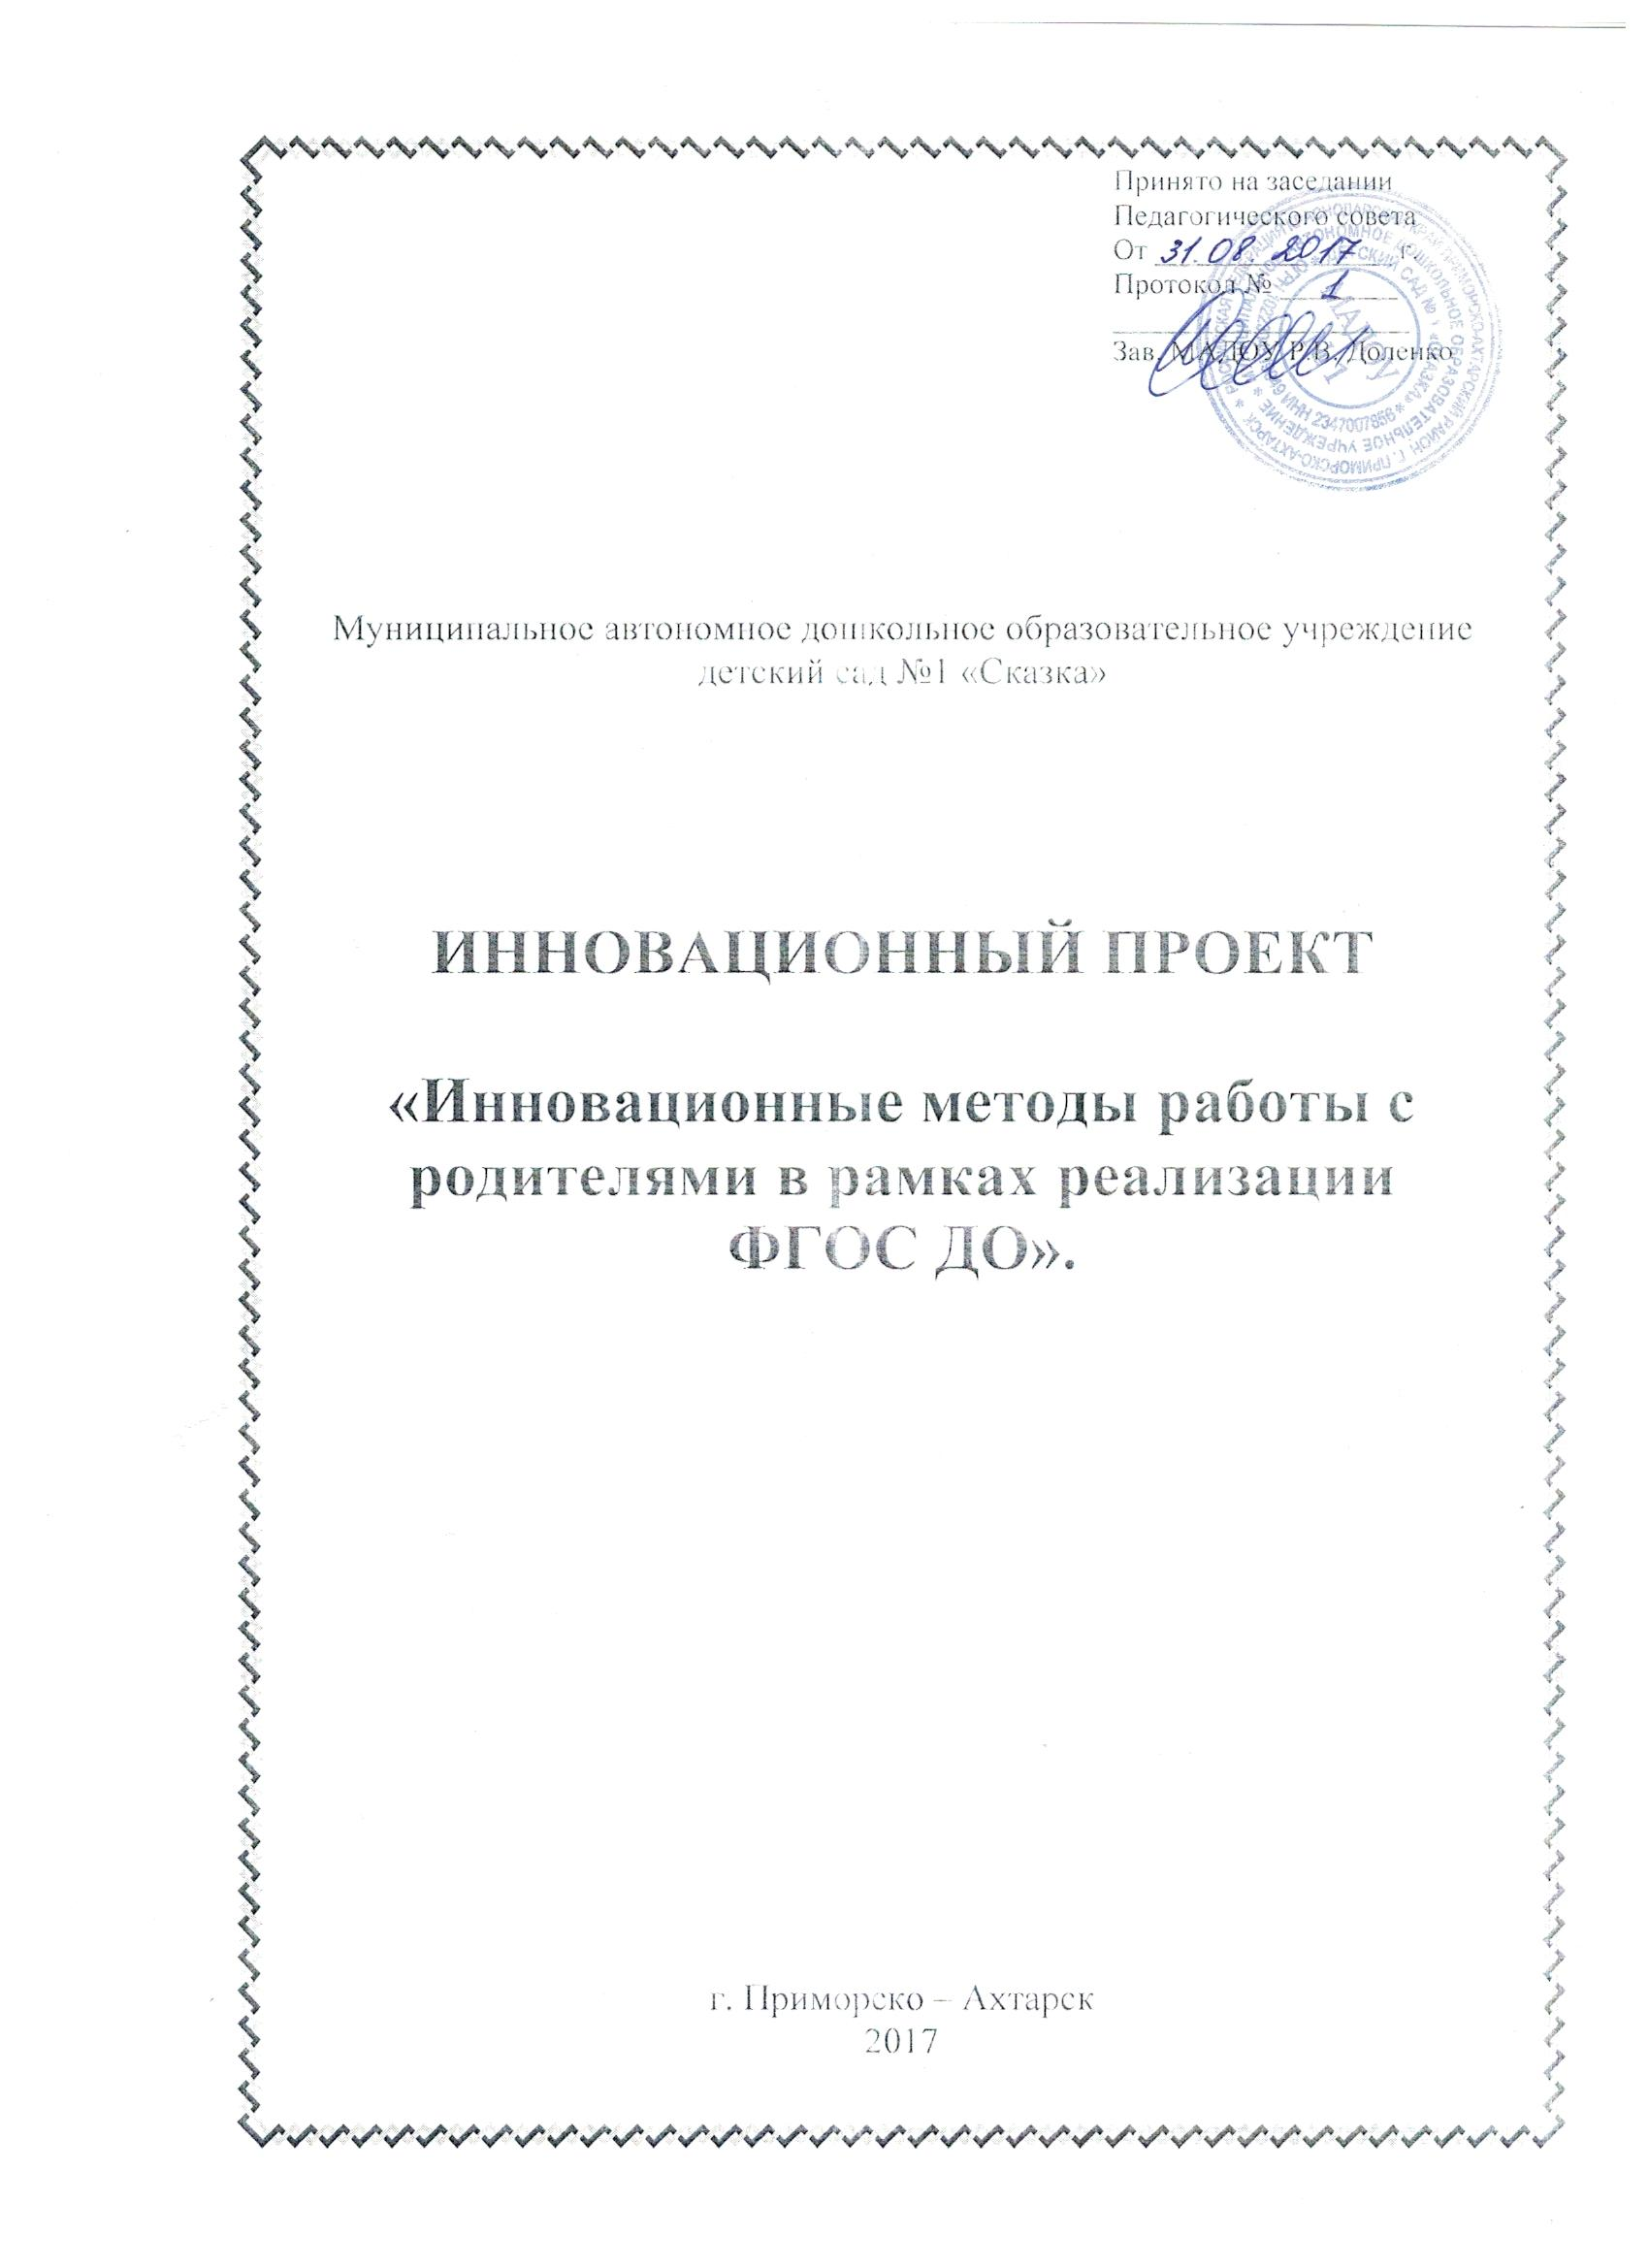 Принято на заседании
Педагогического совета
От 31.08.2017 г.
Протокол № 1
Зав. МАДОУ Р.В. Доленко
Муниципальное автономное дошкольное образовательное учреждение
детский сад №1 «Сказка»
ИННОВАЦИОННЫЙ ПРОЕКТ
«Инновационные методы работы с
родителями в рамках реализации
ФГОС ДО».
г. Приморско – Ахтарск
2017